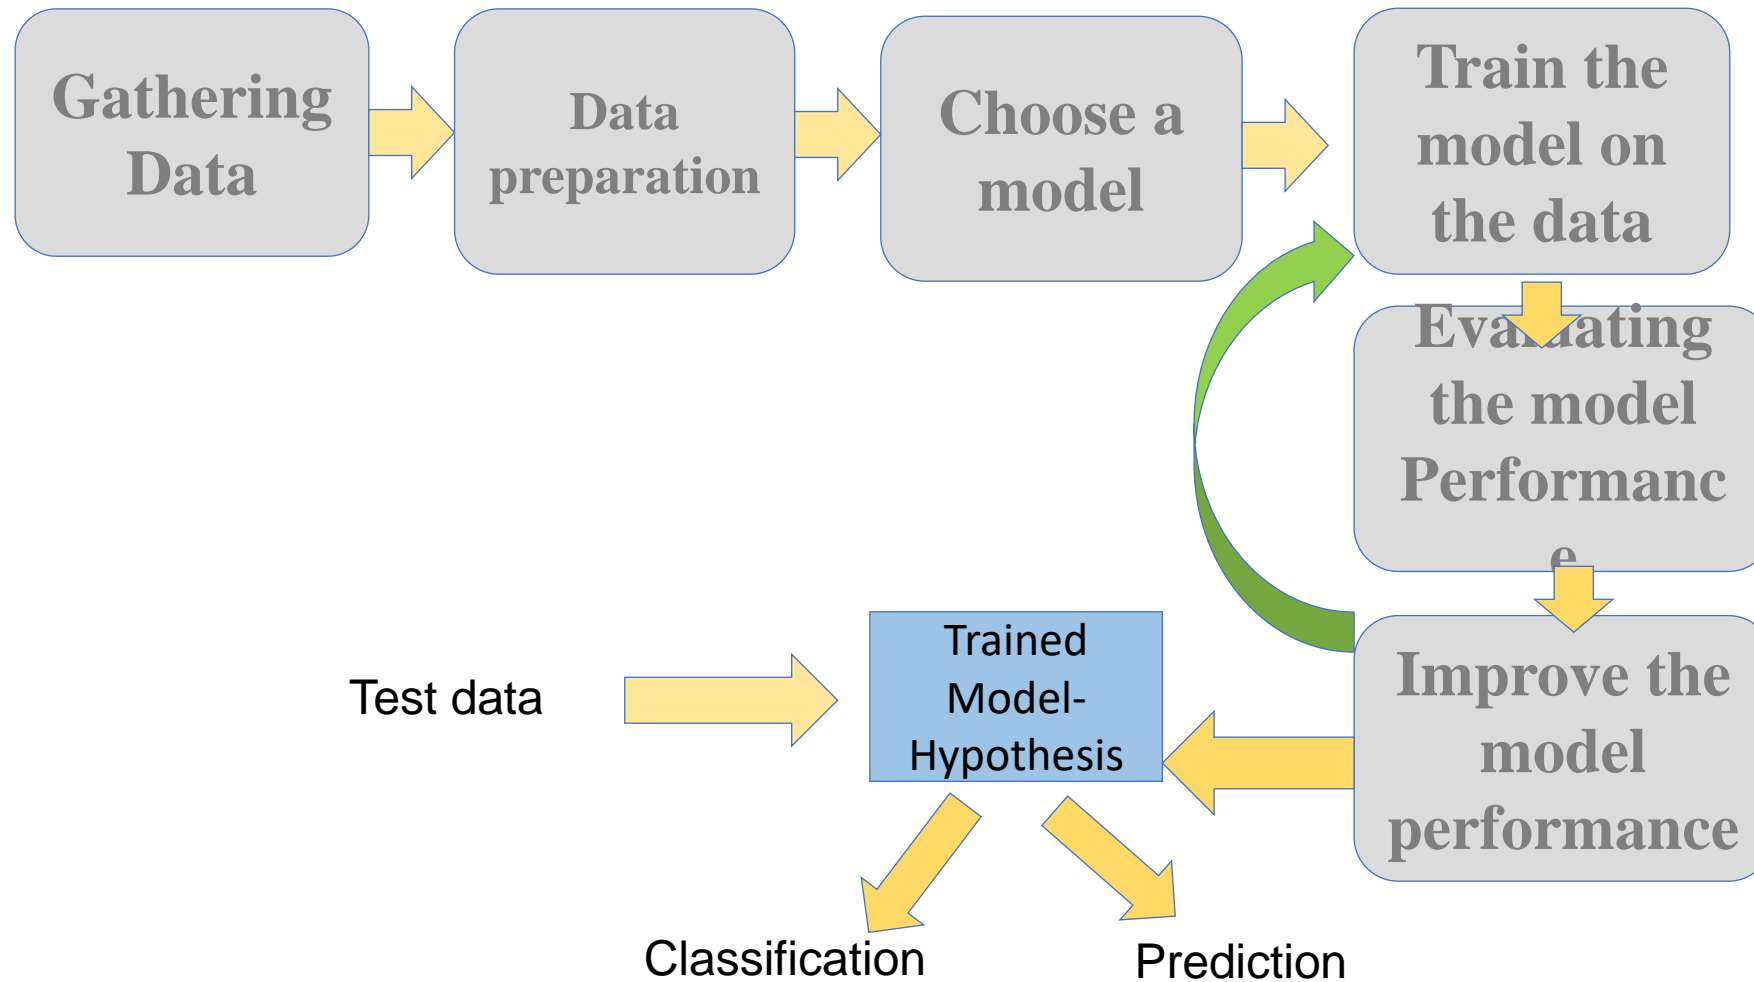 Gathering
Data
Data
preparation
Choose a
model
Train the
model on
the data
Evaluating
the model
Performanc
e
Improve the
model
performance
Trained
Model-
Hypothesis
Test data
Classification
Prediction